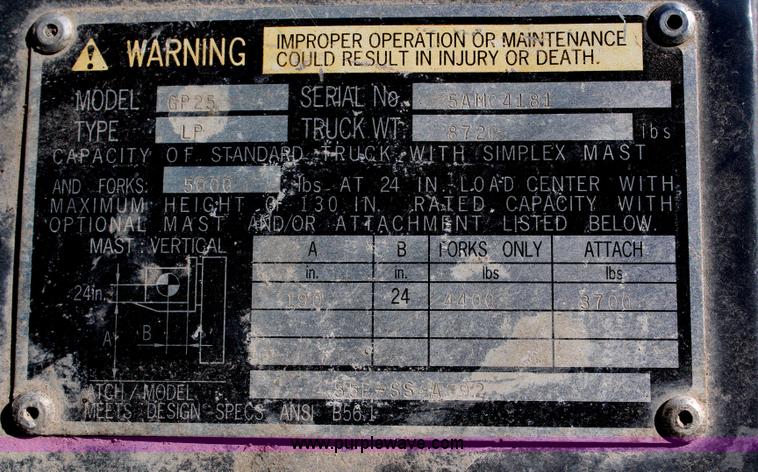 WARNING
IMPROPER OPERATION OR MAINTENANCE
COULD RESULT IN INJURY OR DEATH.
MODEL GP25 SERIAL No. 5AM04181
TYPE LP TRUCK WT. 8720 lbs
CAPACITY OF STANDARD TRUCK WITH SIMPLEX MAST
AND FORKS: 5000 lbs AT 24 IN. LOAD CENTER WITH
MAXIMUM HEIGHT OF 130 IN. RATED CAPACITY WITH
OPTIONAL MAST AND/OR ATTACHMENT LISTED BELOW.
MAST VERTICAL
A B FORKS ONLY ATTACH
in. in. lbs lbs
190 24 4400 3700
24in.
B
A
ATCH/MODEL
MEETS DESIGN SPECS ANSI B56.1
www.purplewave.com